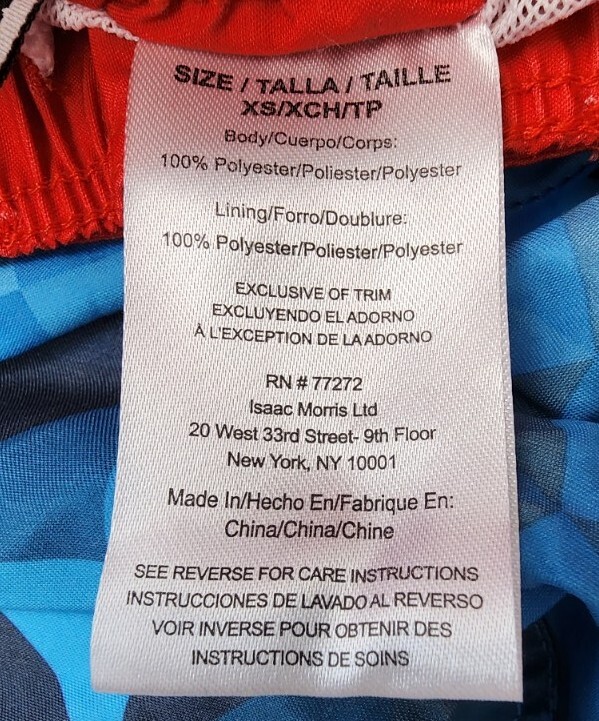 SIZE / TALLA / TAILLE
XS/XCH/TP
Body/Cuerpo/Corps:
100% Polyester/Poliester/Polyester
Lining/Forro/Doublure:
100% Polyester/Poliester/Polyester
EXCLUSIVE OF TRIM
EXCLUYENDO EL ADORNO
À L'EXCEPTION DE LA ADORNO
RN # 77272
Isaac Morris Ltd
20 West 33rd Street- 9th Floor
New York, NY 10001
Made In/Hecho En/Fabrique En:
China/China/Chine
SEE REVERSE FOR CARE INSTRUCTIONS
INSTRUCCIONES DE LAVADO AL REVERSO
VOIR INVERSE POUR OBTENIR DES
INSTRUCTIONS DE SOINS